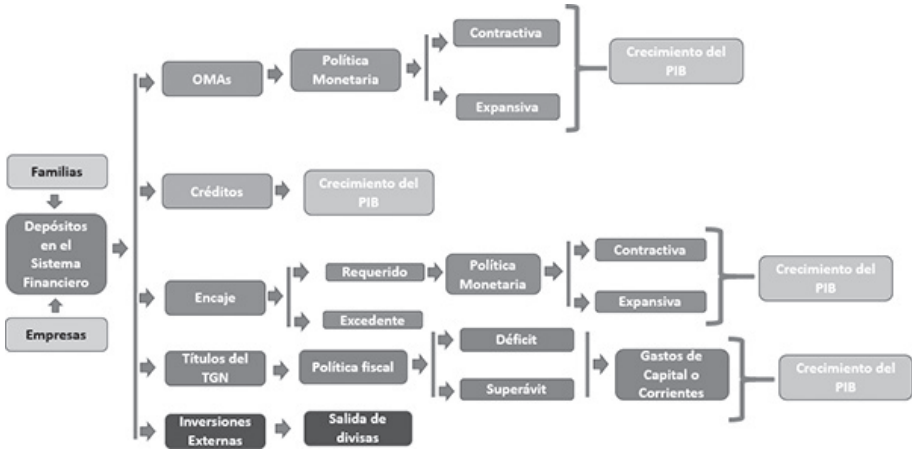 Familias
Depósitos
en el
Sistema
Financiero
Empresas
OMAs
Política
Monetaria
Contractiva
Expansiva
Crecimiento del
PIB
Créditos
Crecimiento del
PIB
Encaje
Requerido
Excedente
Política
Monetaria
Contractiva
Expansiva
Crecimiento del
PIB
Títulos del
TGN
Política fiscal
Déficit
Superávit
Gastos de
Capital o
Corrientes
Crecimiento del
PIB
Inversiones
Externas
Salida de
divisas